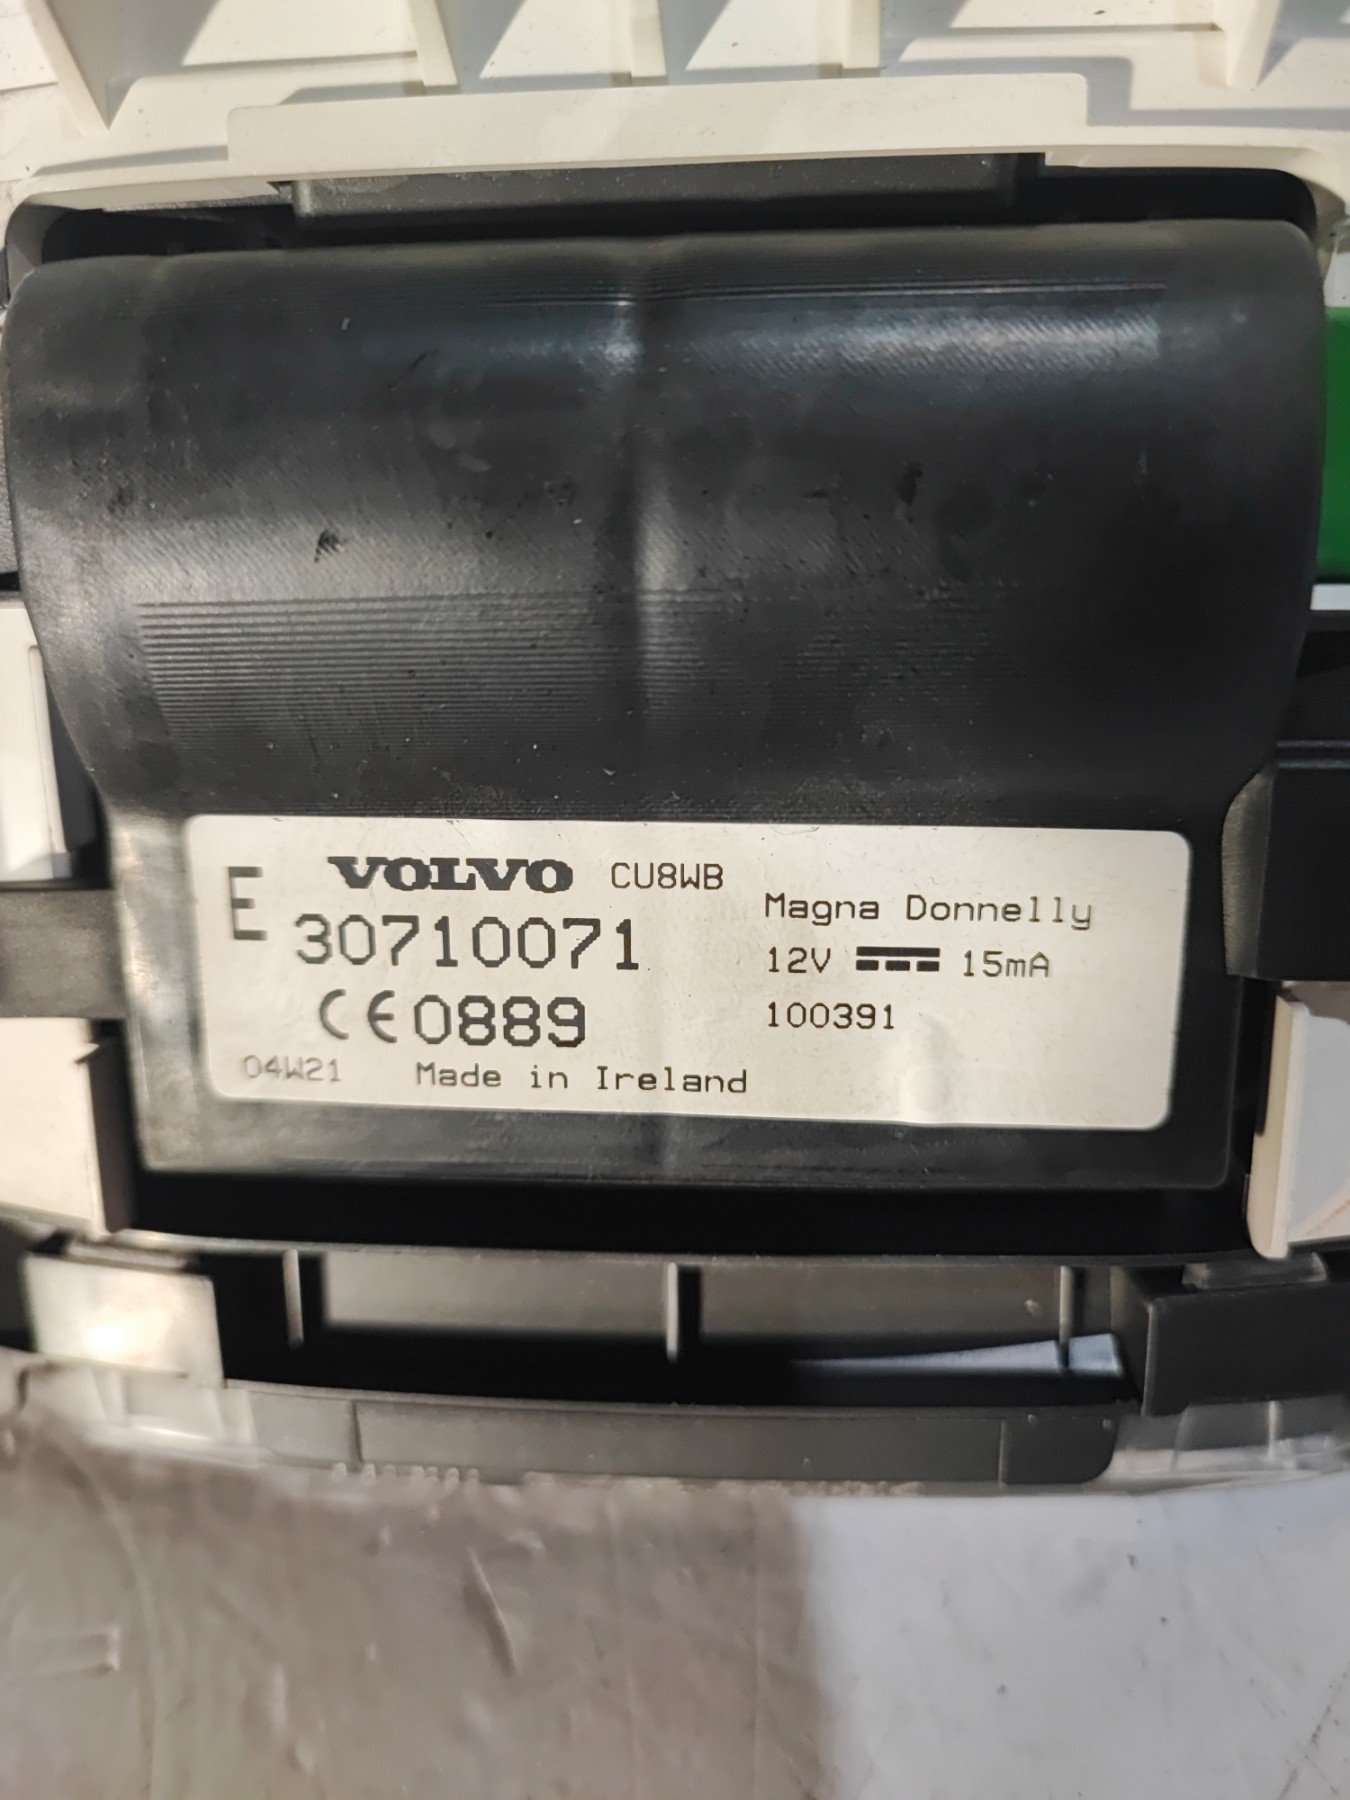 E
VOLVO CU8WB
30710071
CE0889
04W21 Made in Ireland
Magna Donnelly
12V 15mA
100391